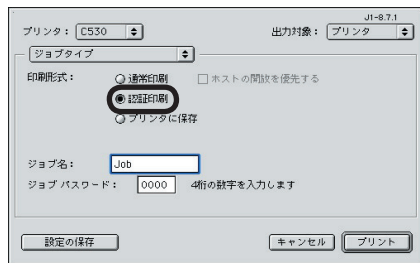 J1-8.7.1
プリンタ： C530 出力対象： プリンタ
ジョブタイプ
印刷形式： 通常印刷 ホストの開放を優先する
認証印刷
プリンタに保存
ジョブ名： Job
ジョブ パスワード： 0000 4桁の数字を入力します
設定の保存 キャンセル プリント